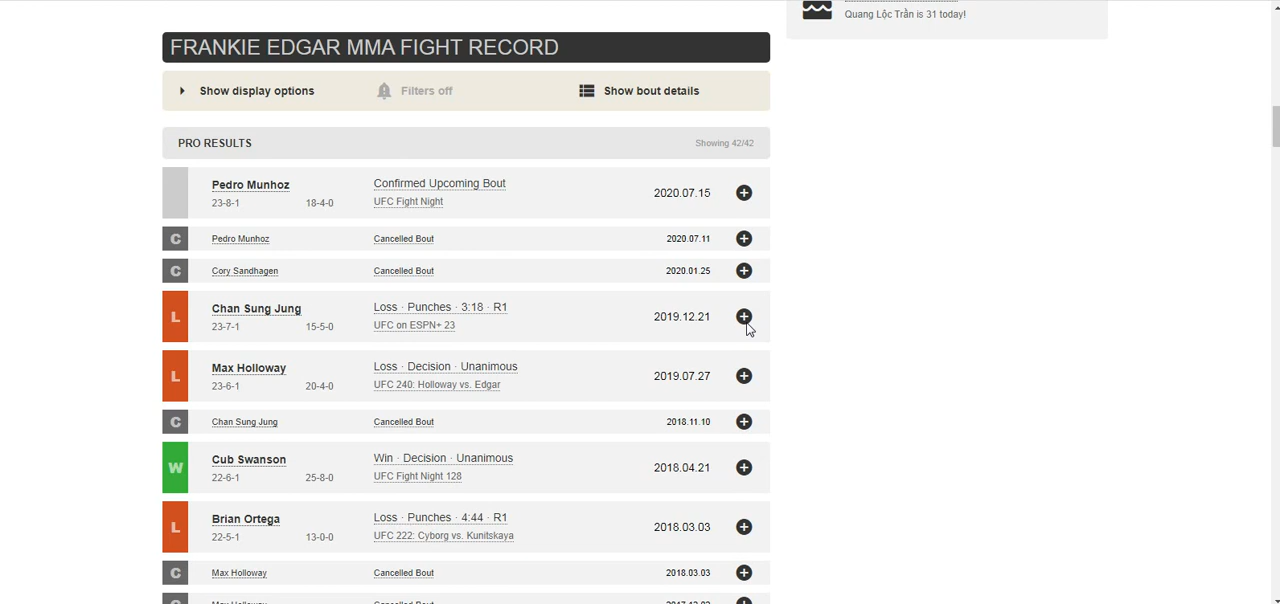 Quang Lộc Trần is 31 today!
FRANKIE EDGAR MMA FIGHT RECORD
Show display options Filters off Show bout details
PRO RESULTS Showing 42/42
Pedro Munhoz Confirmed Upcoming Bout 2020.07.15
23-8-1 18-4-0 UFC Fight Night
C Pedro Munhoz Cancelled Bout 2020.07.11
C Cory Sandhagen Cancelled Bout 2020.01.25
L Chan Sung Jung Loss · Punches · 3:18 · R1 2019.12.21
23-7-1 15-5-0 UFC on ESPN+ 23
L Max Holloway Loss · Decision · Unanimous 2019.07.27
23-6-1 20-4-0 UFC 240: Holloway vs. Edgar
C Chan Sung Jung Cancelled Bout 2018.11.10
W Cub Swanson Win · Decision · Unanimous 2018.04.21
22-6-1 25-8-0 UFC Fight Night 128
L Brian Ortega Loss · Punches · 4:44 · R1 2018.03.03
22-5-1 13-0-0 UFC 222: Cyborg vs. Kunitskaya
C Max Holloway Cancelled Bout 2018.03.03